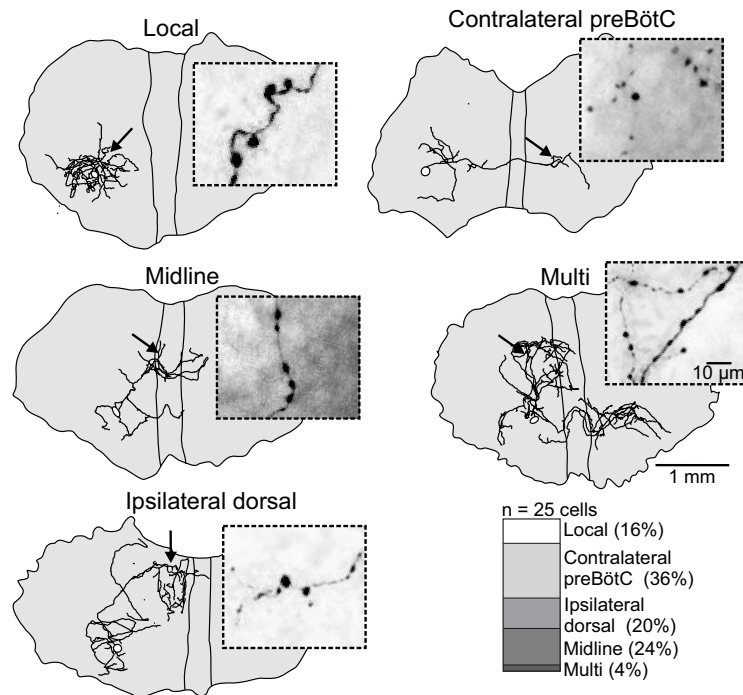 Local
Contralateral preBötC
Midline
Multi
10 µm
1 mm
Ipsilateral dorsal
n = 25 cells
Local (16%)
Contralateral
preBötC (36%)
Ipsilateral
dorsal (20%)
Midline (24%)
Multi (4%)